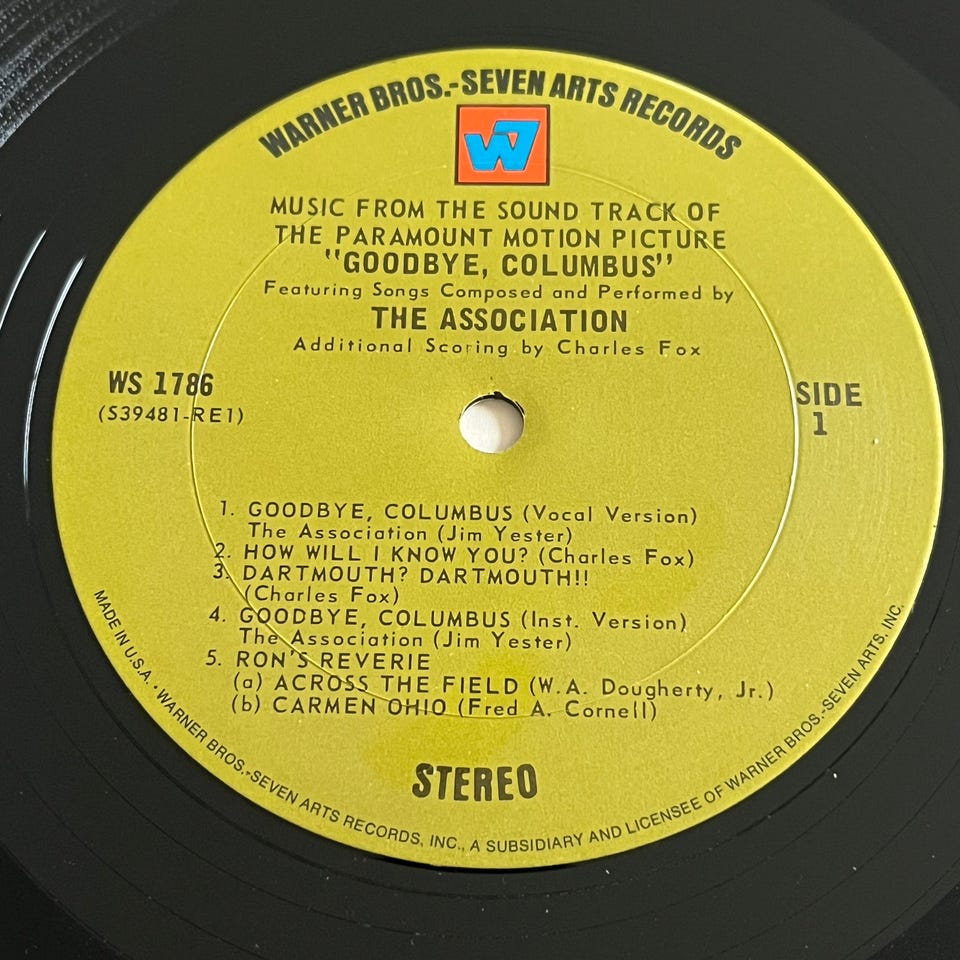 WARNER BROS.-SEVEN ARTS RECORDS
W7
MUSIC FROM THE SOUND TRACK OF
THE PARAMOUNT MOTION PICTURE
"GOODBYE, COLUMBUS"
Featuring Songs Composed and Performed by
THE ASSOCIATION
Additional Scoring by Charles Fox
WS 1786
(S39481-RE1)
SIDE
1
1. GOODBYE, COLUMBUS (Vocal Version)
The Association (Jim Yester)
2. HOW WILL I KNOW YOU? (Charles Fox)
3. DARTMOUTH? DARTMOUTH!!
(Charles Fox)
4. GOODBYE, COLUMBUS (Inst. Version)
The Association (Jim Yester)
5. RON'S REVERIE
(a) ACROSS THE FIELD (W.A. Dougherty, Jr.)
(b) CARMEN OHIO (Fred A. Cornell)
STEREO
MADE IN U.S.A. • WARNER BROS.-SEVEN ARTS RECORDS, INC., A SUBSIDIARY AND LICENSEE OF WARNER BROS.-SEVEN ARTS, INC.